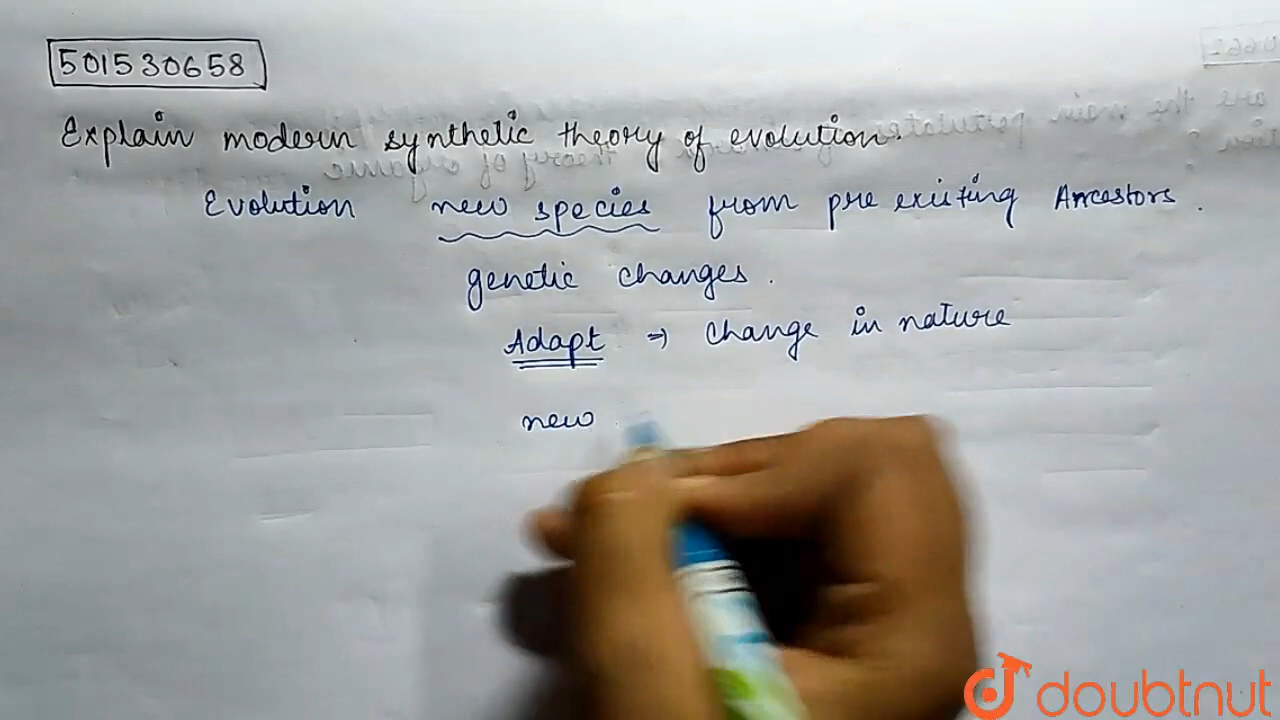 501530658
Explain modern synthetic theory of evolution.
Evolution new species from pre existing Ancestors.
genetic changes.
Adapt ⇒ change in nature
new
doubtnut